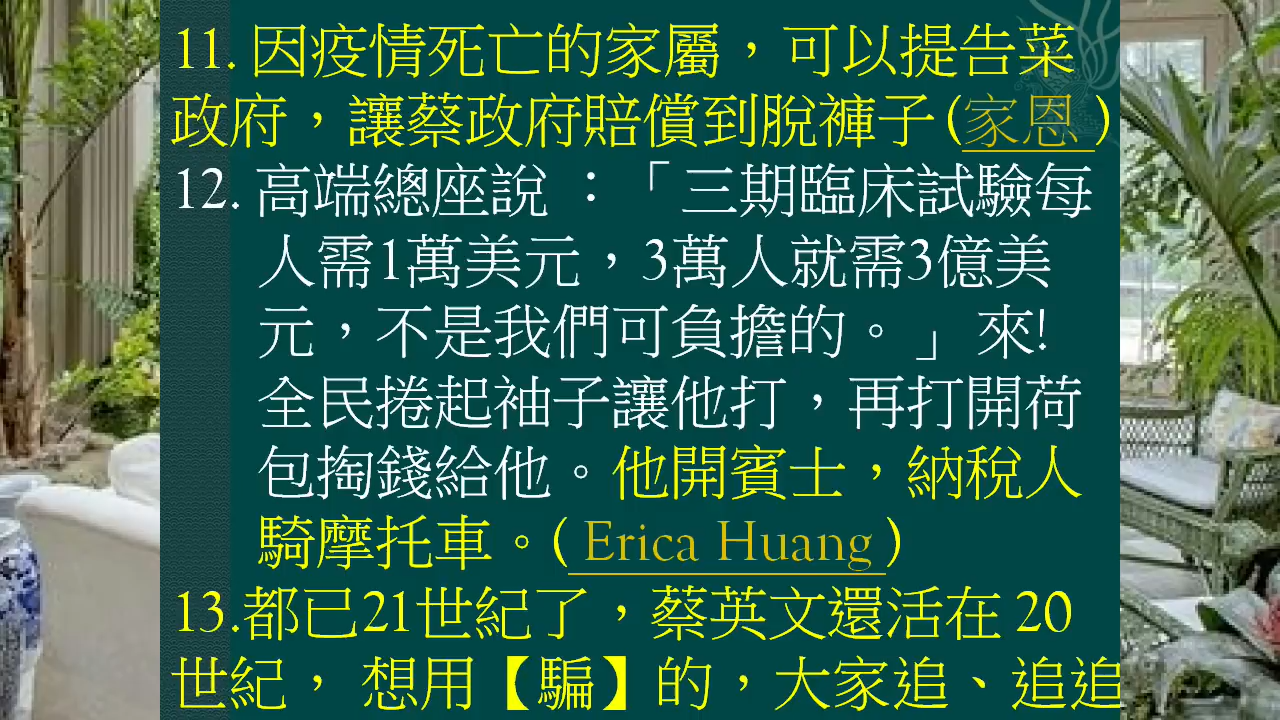 11. 因疫情死亡的家屬，可以提告菜
政府，讓蔡政府賠償到脫褲子(家恩 )
12. 高端總座說 ：「三期臨床試驗每
人需1萬美元，3萬人就需3億美
元，不是我們可負擔的。」 來!
全民捲起袖子讓他打，再打開荷
包掏錢給他。他開賓士，納稅人
騎摩托車。( Erica Huang )
13.都已21世紀了，蔡英文還活在 20
世紀， 想用【騙】的，大家追、追追